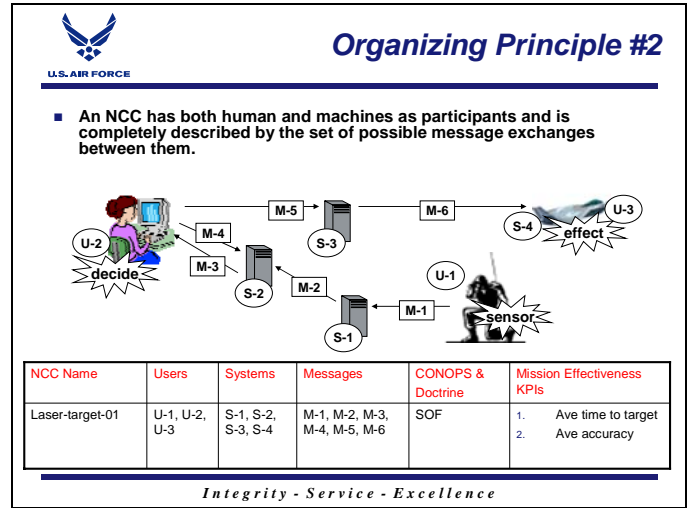 U.S. AIR FORCE
Organizing Principle #2
An NCC has both human and machines as participants and is
completely described by the set of possible message exchanges
between them.
M-5
M-6
U-3
S-4
effect
U-2
M-4
S-3
decide
M-3
S-2
M-2
U-1
M-1
sensor
S-1
NCC Name
Users
Systems
Messages
CONOPS &
Doctrine
Mission Effectiveness
KPIs
Laser-target-01
U-1, U-2,
U-3
S-1, S-2,
S-3, S-4
M-1, M-2, M-3,
M-4, M-5, M-6
SOF
1. Ave time to target
2. Ave accuracy
Integrity - Service - Excellence